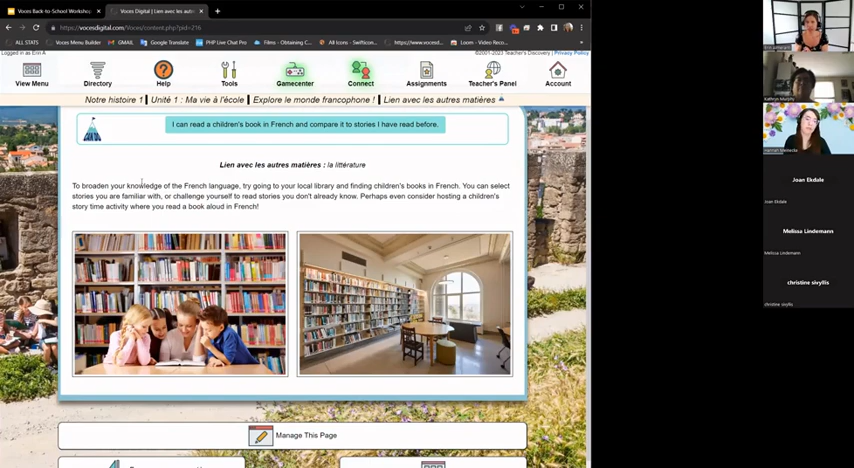 Voces Back-to-School Workshop
Voces Digital | Lien avec les autr
https://vocesdigital.com/Voces/content.php?pid=216
ALL STATS
Voces Menu Builder
GMAIL
Google Translate
PHP Live Chat Pro
Films - Obtaining C...
All Icons - Swifticon...
https://www.vocesd...
Loom - Video Reco...
Logged in as Erin A
©2001-2023 Teacher's Discovery | Privacy Policy
View Menu
Directory
Help
Tools
Gamecenter
Connect
Assignments
Teacher's Panel
Account
Notre histoire 1 | Unité 1 : Ma vie à l'école | Explore le monde francophone ! | Lien avec les autres matières
I can read a children's book in French and compare it to stories I have read before.
Lien avec les autres matières : la littérature
To broaden your knowledge of the French language, try going to your local library and finding children's books in French. You can select
stories you are familiar with, or challenge yourself to read stories you don't already know. Perhaps even consider hosting a children's
story time activity where you read a book aloud in French!
Manage This Page
Kathryn Murphy
Joan Ekdale
Joan Ekdale
Melissa Lindemann
Melissa Lindemann
christine sivyllis
christine sivyllis